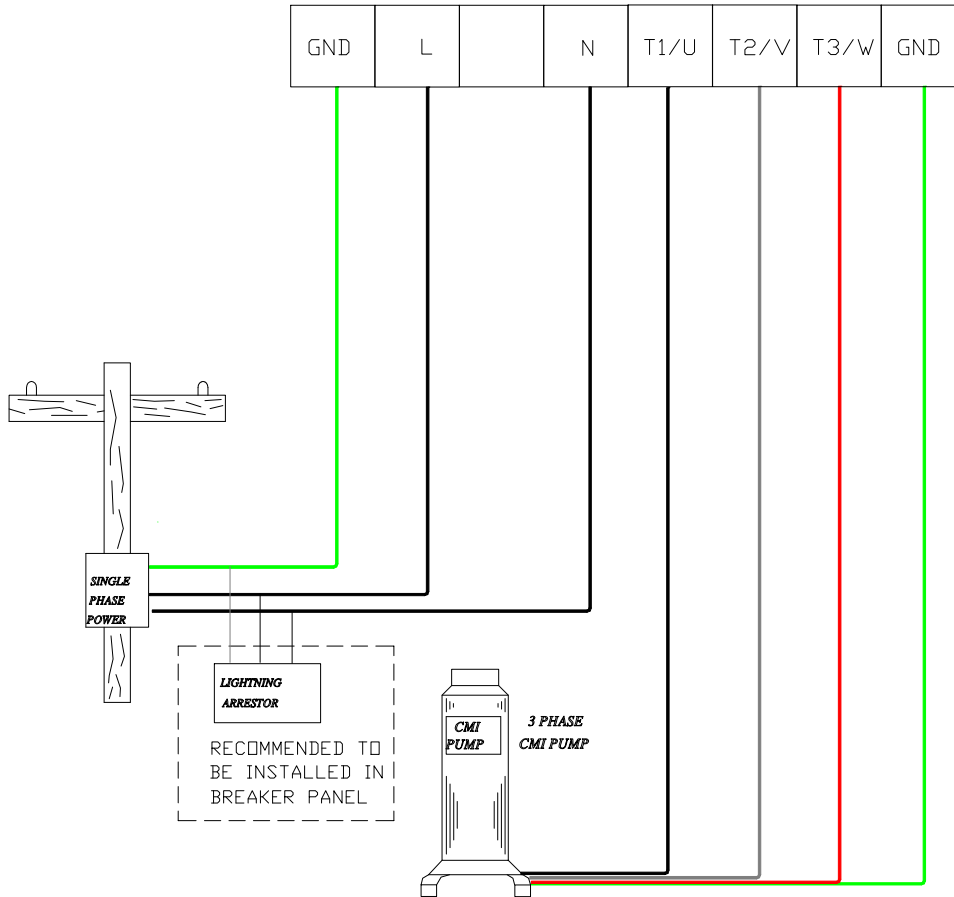 GND L N T1/U T2/V T3/W GND
SINGLE
PHASE
POWER
LIGHTNING
ARRESTOR
RECOMMENDED TO
BE INSTALLED IN
BREAKER PANEL
CMI
PUMP
3 PHASE
CMI PUMP